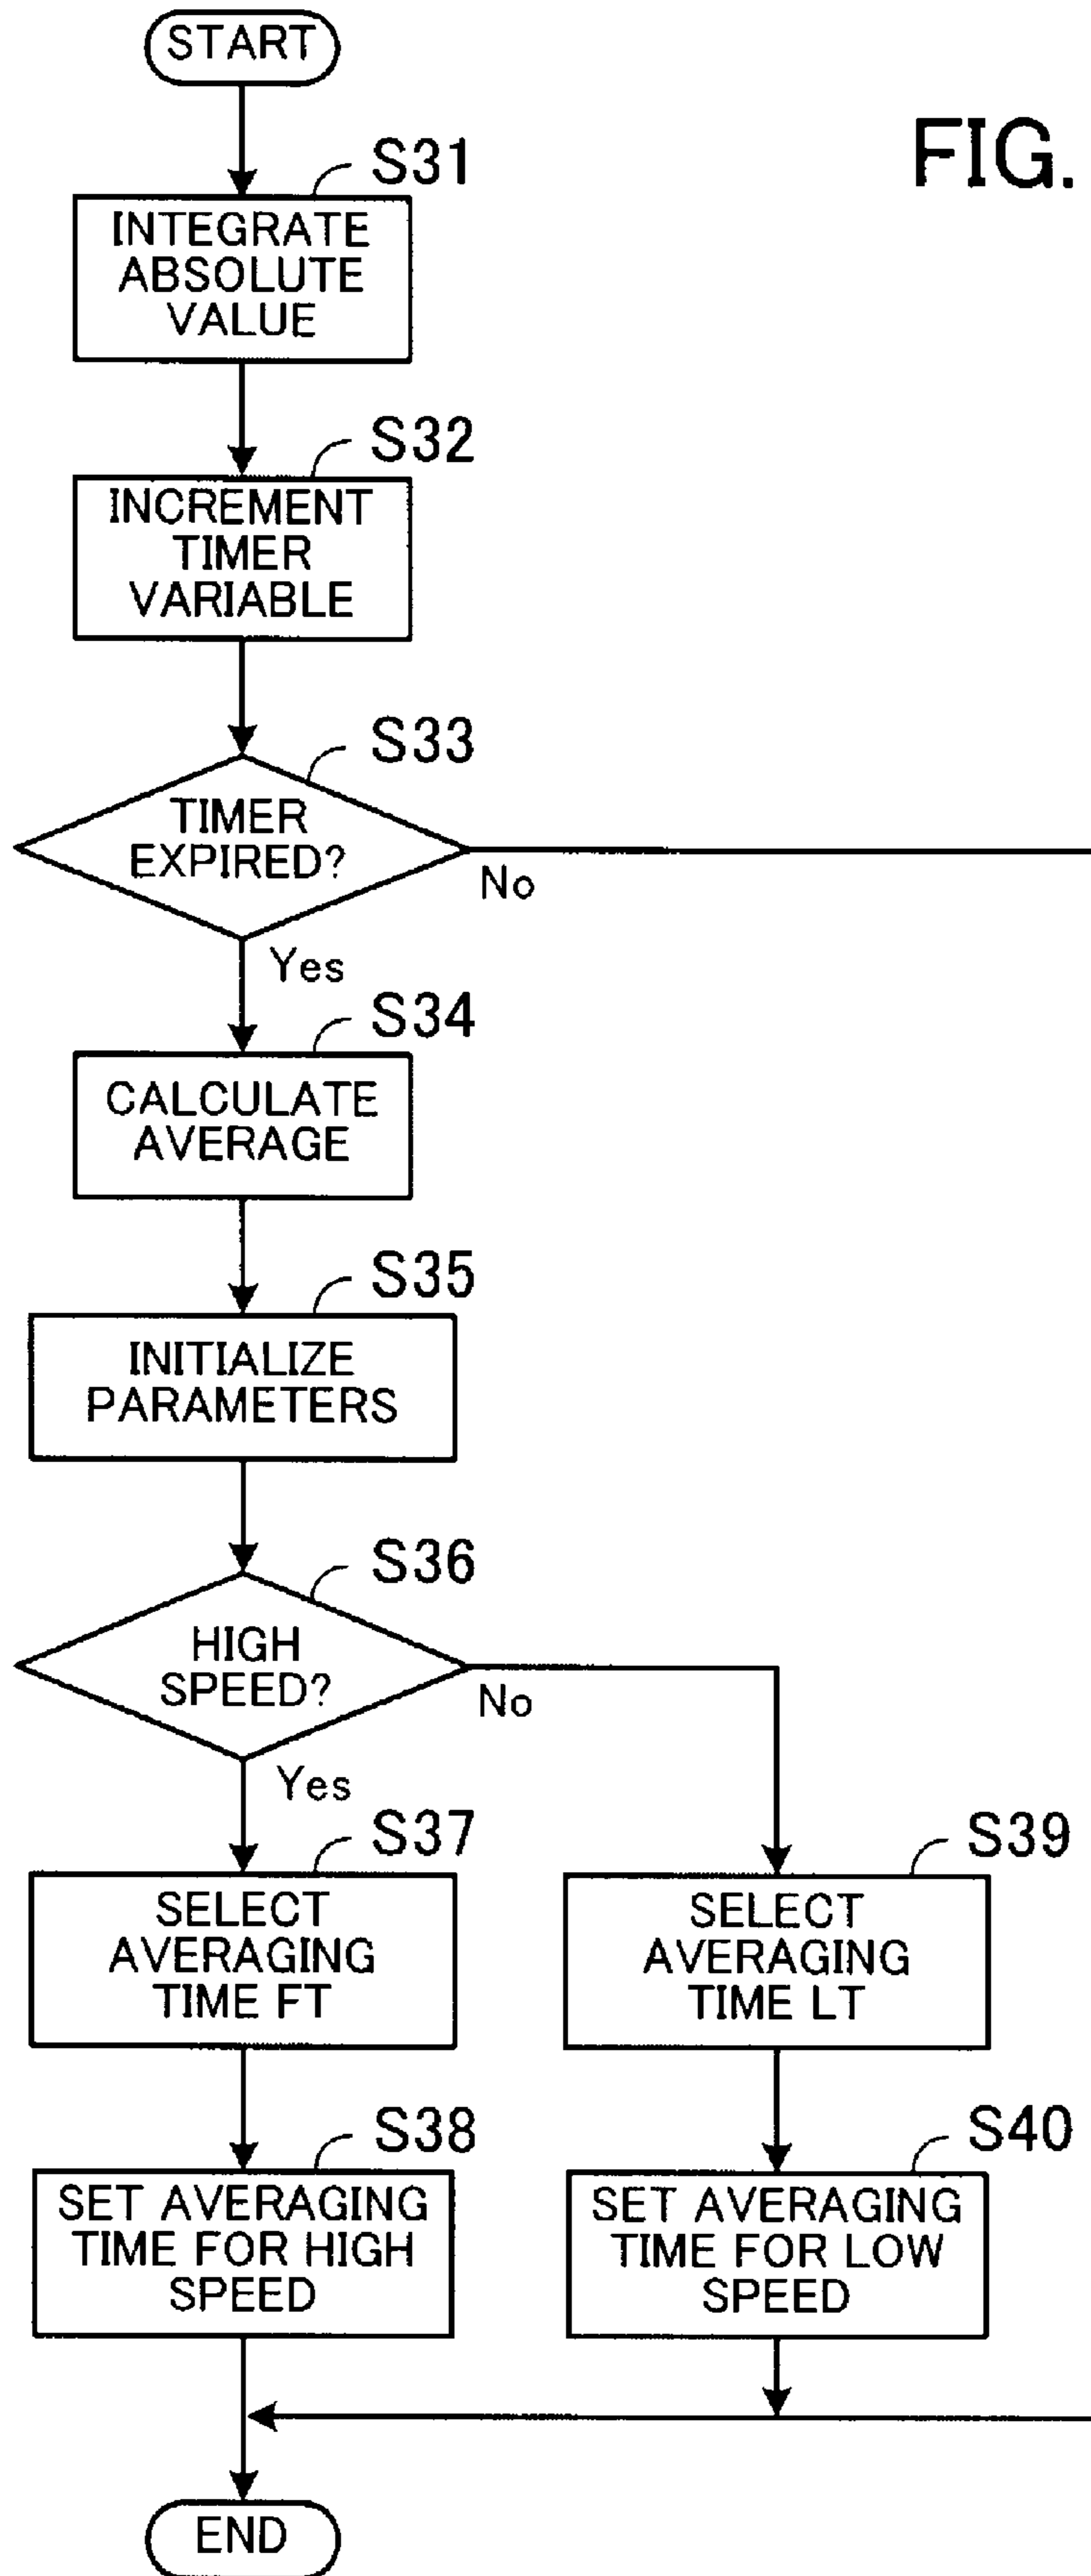 START
FIG.
S31
INTEGRATE
ABSOLUTE
VALUE
S32
INCREMENT
TIMER
VARIABLE
S33
TIMER
EXPIRED?
No
Yes
S34
CALCULATE
AVERAGE
S35
INITIALIZE
PARAMETERS
S36
HIGH
SPEED?
No
Yes
S37
SELECT
AVERAGING
TIME FT
S39
SELECT
AVERAGING
TIME LT
S38
SET AVERAGING
TIME FOR HIGH
SPEED
S40
SET AVERAGING
TIME FOR LOW
SPEED
END